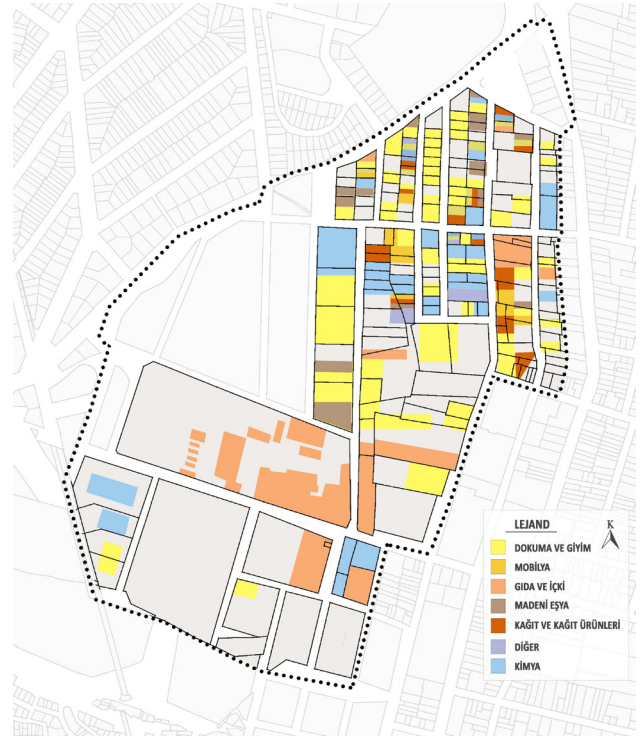 LEJAND
K
DOKUMA VE GİYİM
MOBİLYA
GIDA VE İÇKİ
MADENİ EŞYA
KAĞIT VE KAĞIT ÜRÜNLERİ
DİĞER
KİMYA